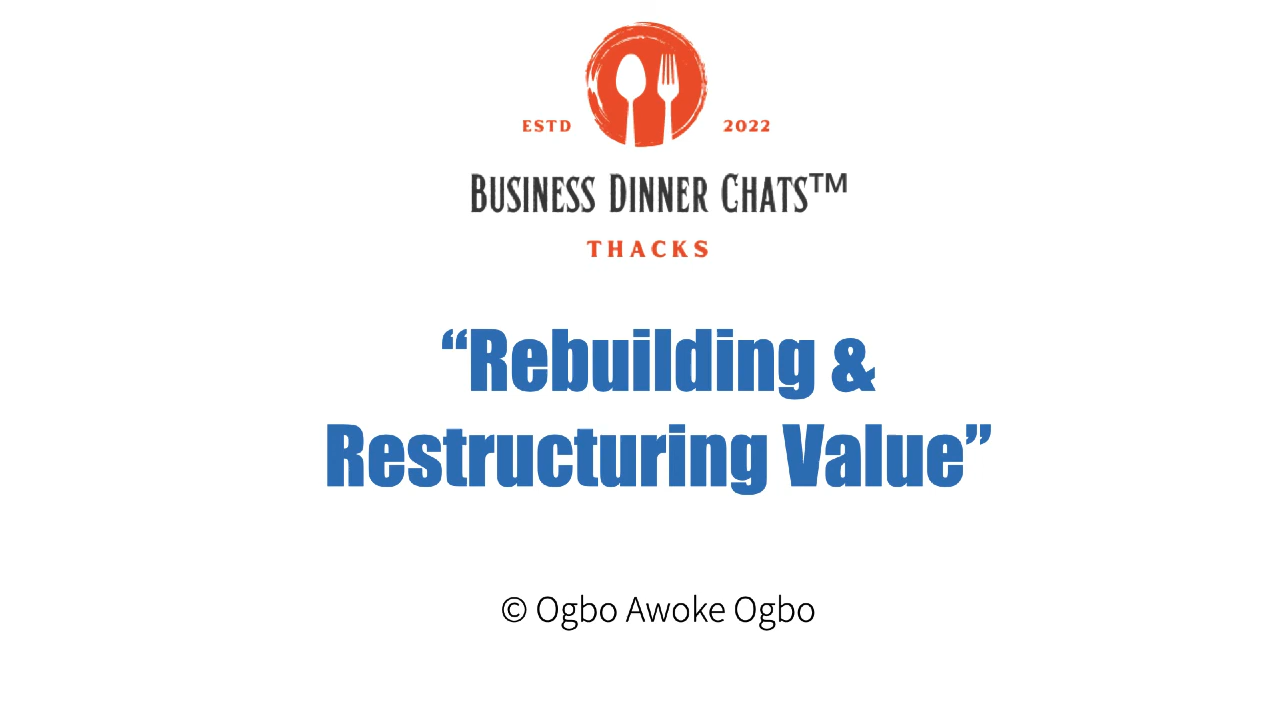 ESTD 2022
BUSINESS DINNER CHATS™
THACKS
“Rebuilding &
Restructuring Value”
© Ogbo Awoke Ogbo